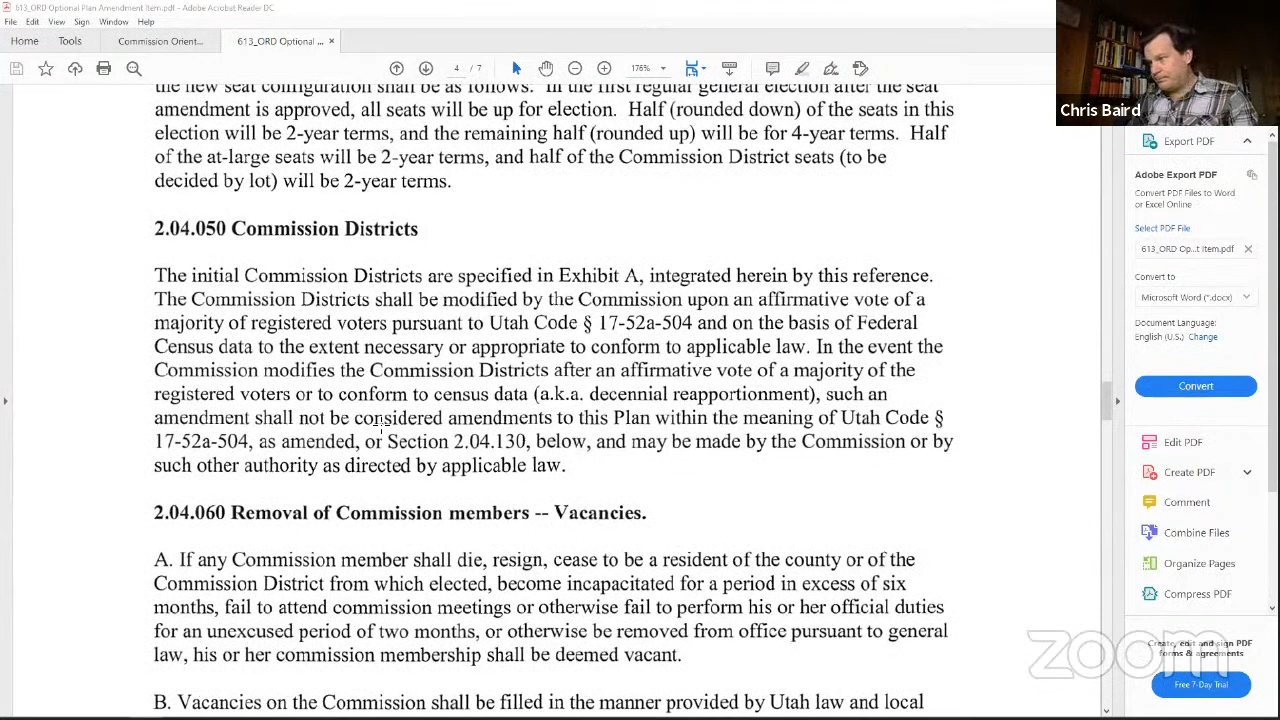 613_ORD Optional Plan Amendment Item.pdf - Adobe Acrobat Reader DC
File Edit View Sign Window Help
Home Tools Commission Orient... 613_ORD Optional ... ×
4 / 7 176%
the new seat configuration shall be as follows. In the first regular general election after the seat
amendment is approved, all seats will be up for election. Half (rounded down) of the seats in this
election will be 2-year terms, and the remaining half (rounded up) will be for 4-year terms. Half
of the at-large seats will be 2-year terms, and half of the Commission District seats (to be
decided by lot) will be 2-year terms.
2.04.050 Commission Districts
The initial Commission Districts are specified in Exhibit A, integrated herein by this reference.
The Commission Districts shall be modified by the Commission upon an affirmative vote of a
majority of registered voters pursuant to Utah Code § 17-52a-504 and on the basis of Federal
Census data to the extent necessary or appropriate to conform to applicable law. In the event the
Commission modifies the Commission Districts after an affirmative vote of a majority of the
registered voters or to conform to census data (a.k.a. decennial reapportionment), such an
amendment shall not be considered amendments to this Plan within the meaning of Utah Code §
17-52a-504, as amended, or Section 2.04.130, below, and may be made by the Commission or by
such other authority as directed by applicable law.
2.04.060 Removal of Commission members -- Vacancies.
A. If any Commission member shall die, resign, cease to be a resident of the county or of the
Commission District from which elected, become incapacitated for a period in excess of six
months, fail to attend commission meetings or otherwise fail to perform his or her official duties
for an unexcused period of two months, or otherwise be removed from office pursuant to general
law, his or her commission membership shall be deemed vacant.
B. Vacancies on the Commission shall be filled in the manner provided by Utah law and local
Chris Baird
Export PDF
Adobe Export PDF
Convert PDF Files to Word
or Excel Online
Select PDF File
613_ORD Op...t Item.pdf ×
Convert to
Microsoft Word (*.docx)
Document Language:
English (U.S.) Change
Convert
Edit PDF
Create PDF
Comment
Combine Files
Organize Pages
Compress PDF
zoom
Create, edit and sign PDF
forms & agreements
Free 7-Day Trial